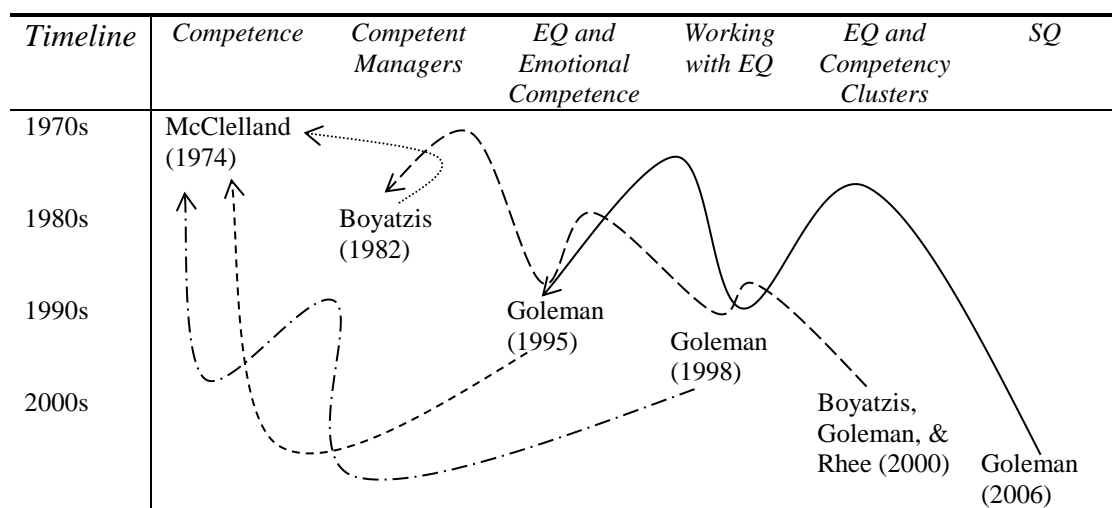 Timeline
Competence
Competent
Managers
EQ and
Emotional
Competence
Working
with EQ
EQ and
Competency
Clusters
SQ
1970s
McClelland
(1974)
1980s
Boyatzis
(1982)
1990s
Goleman
(1995)
Goleman
(1998)
2000s
Boyatzis,
Goleman, &
Rhee (2000)
Goleman
(2006)